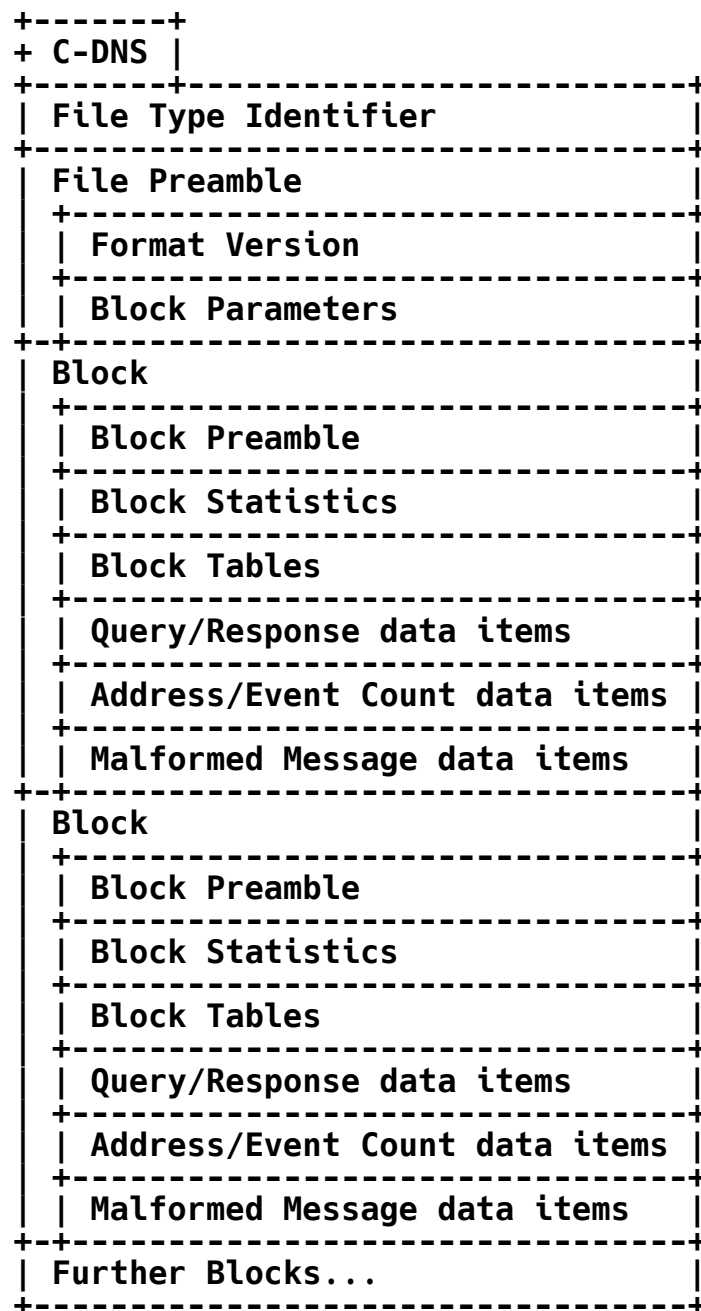 +-------+
+ C-DNS |
+-------+--------------------------+
| File Type Identifier             |
+----------------------------------+
| File Preamble                    |
| +--------------------------------+
| | Format Version                 |
| +--------------------------------+
| | Block Parameters               |
+-+--------------------------------+
| Block                            |
| +--------------------------------+
| | Block Preamble                 |
| +--------------------------------+
| | Block Statistics               |
| +--------------------------------+
| | Block Tables                   |
| +--------------------------------+
| | Query/Response data items      |
| +--------------------------------+
| | Address/Event Count data items |
| +--------------------------------+
| | Malformed Message data items   |
+-+--------------------------------+
| Block                            |
| +--------------------------------+
| | Block Preamble                 |
| +--------------------------------+
| | Block Statistics               |
| +--------------------------------+
| | Block Tables                   |
| +--------------------------------+
| | Query/Response data items      |
| +--------------------------------+
| | Address/Event Count data items |
| +--------------------------------+
| | Malformed Message data items   |
+-+--------------------------------+
| Further Blocks...                |
+----------------------------------+